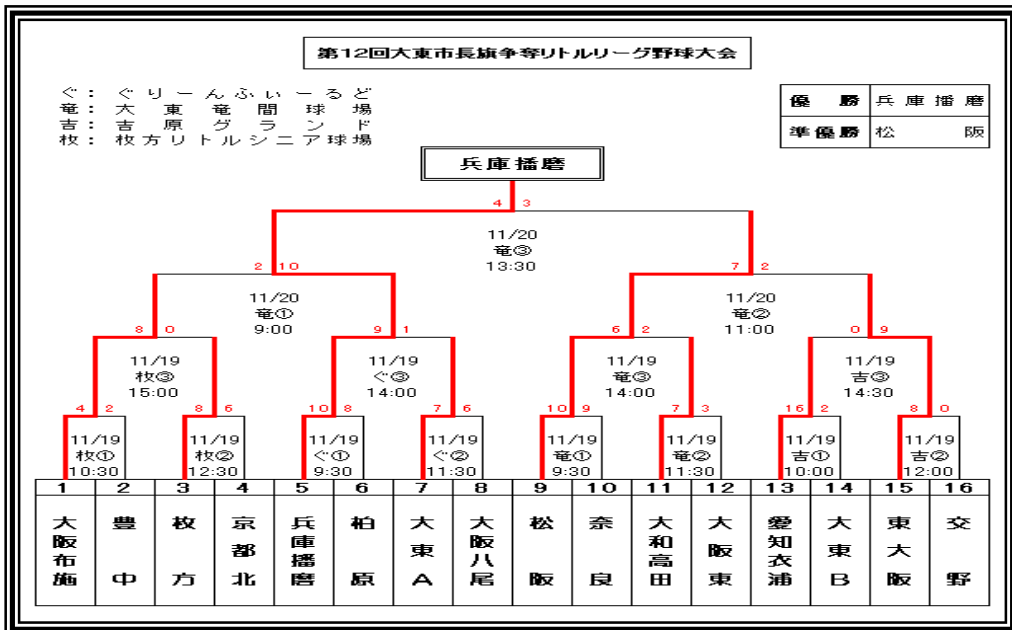 第12回大東市長旗争奪リトルリーグ野球大会
ぐ：ぐりーんふぃーるど
竜：大東竜間球場
吉：吉原グランド
枚：枚方リトルシニア球場
優勝 兵庫播磨
準優勝 松阪
兵庫播磨
4 3
11/20
竜③
13:30
2 10 7 2
11/20 11/20
竜① 竜②
9:00 11:00
8 0 9 1 6 2 0 9
11/19 11/19 11/19 11/19
枚③ ぐ③ 竜③ 吉③
15:00 14:00 14:00 14:30
4 2 8 6 10 8 7 6 10 9 7 3 16 2 8 0
11/19 11/19 11/19 11/19 11/19 11/19 11/19 11/19
枚① 枚② ぐ① ぐ② 竜① 竜② 吉① 吉②
10:30 12:30 9:30 11:30 9:30 11:30 10:00 12:00
1 2 3 4 5 6 7 8 9 10 11 12 13 14 15 16
大阪布施 豊中 枚方 京都北 兵庫播磨 柏原 大東A 大阪八尾 松阪 奈良 大和高田 大阪東 愛知衣浦 大東B 東大阪 交野